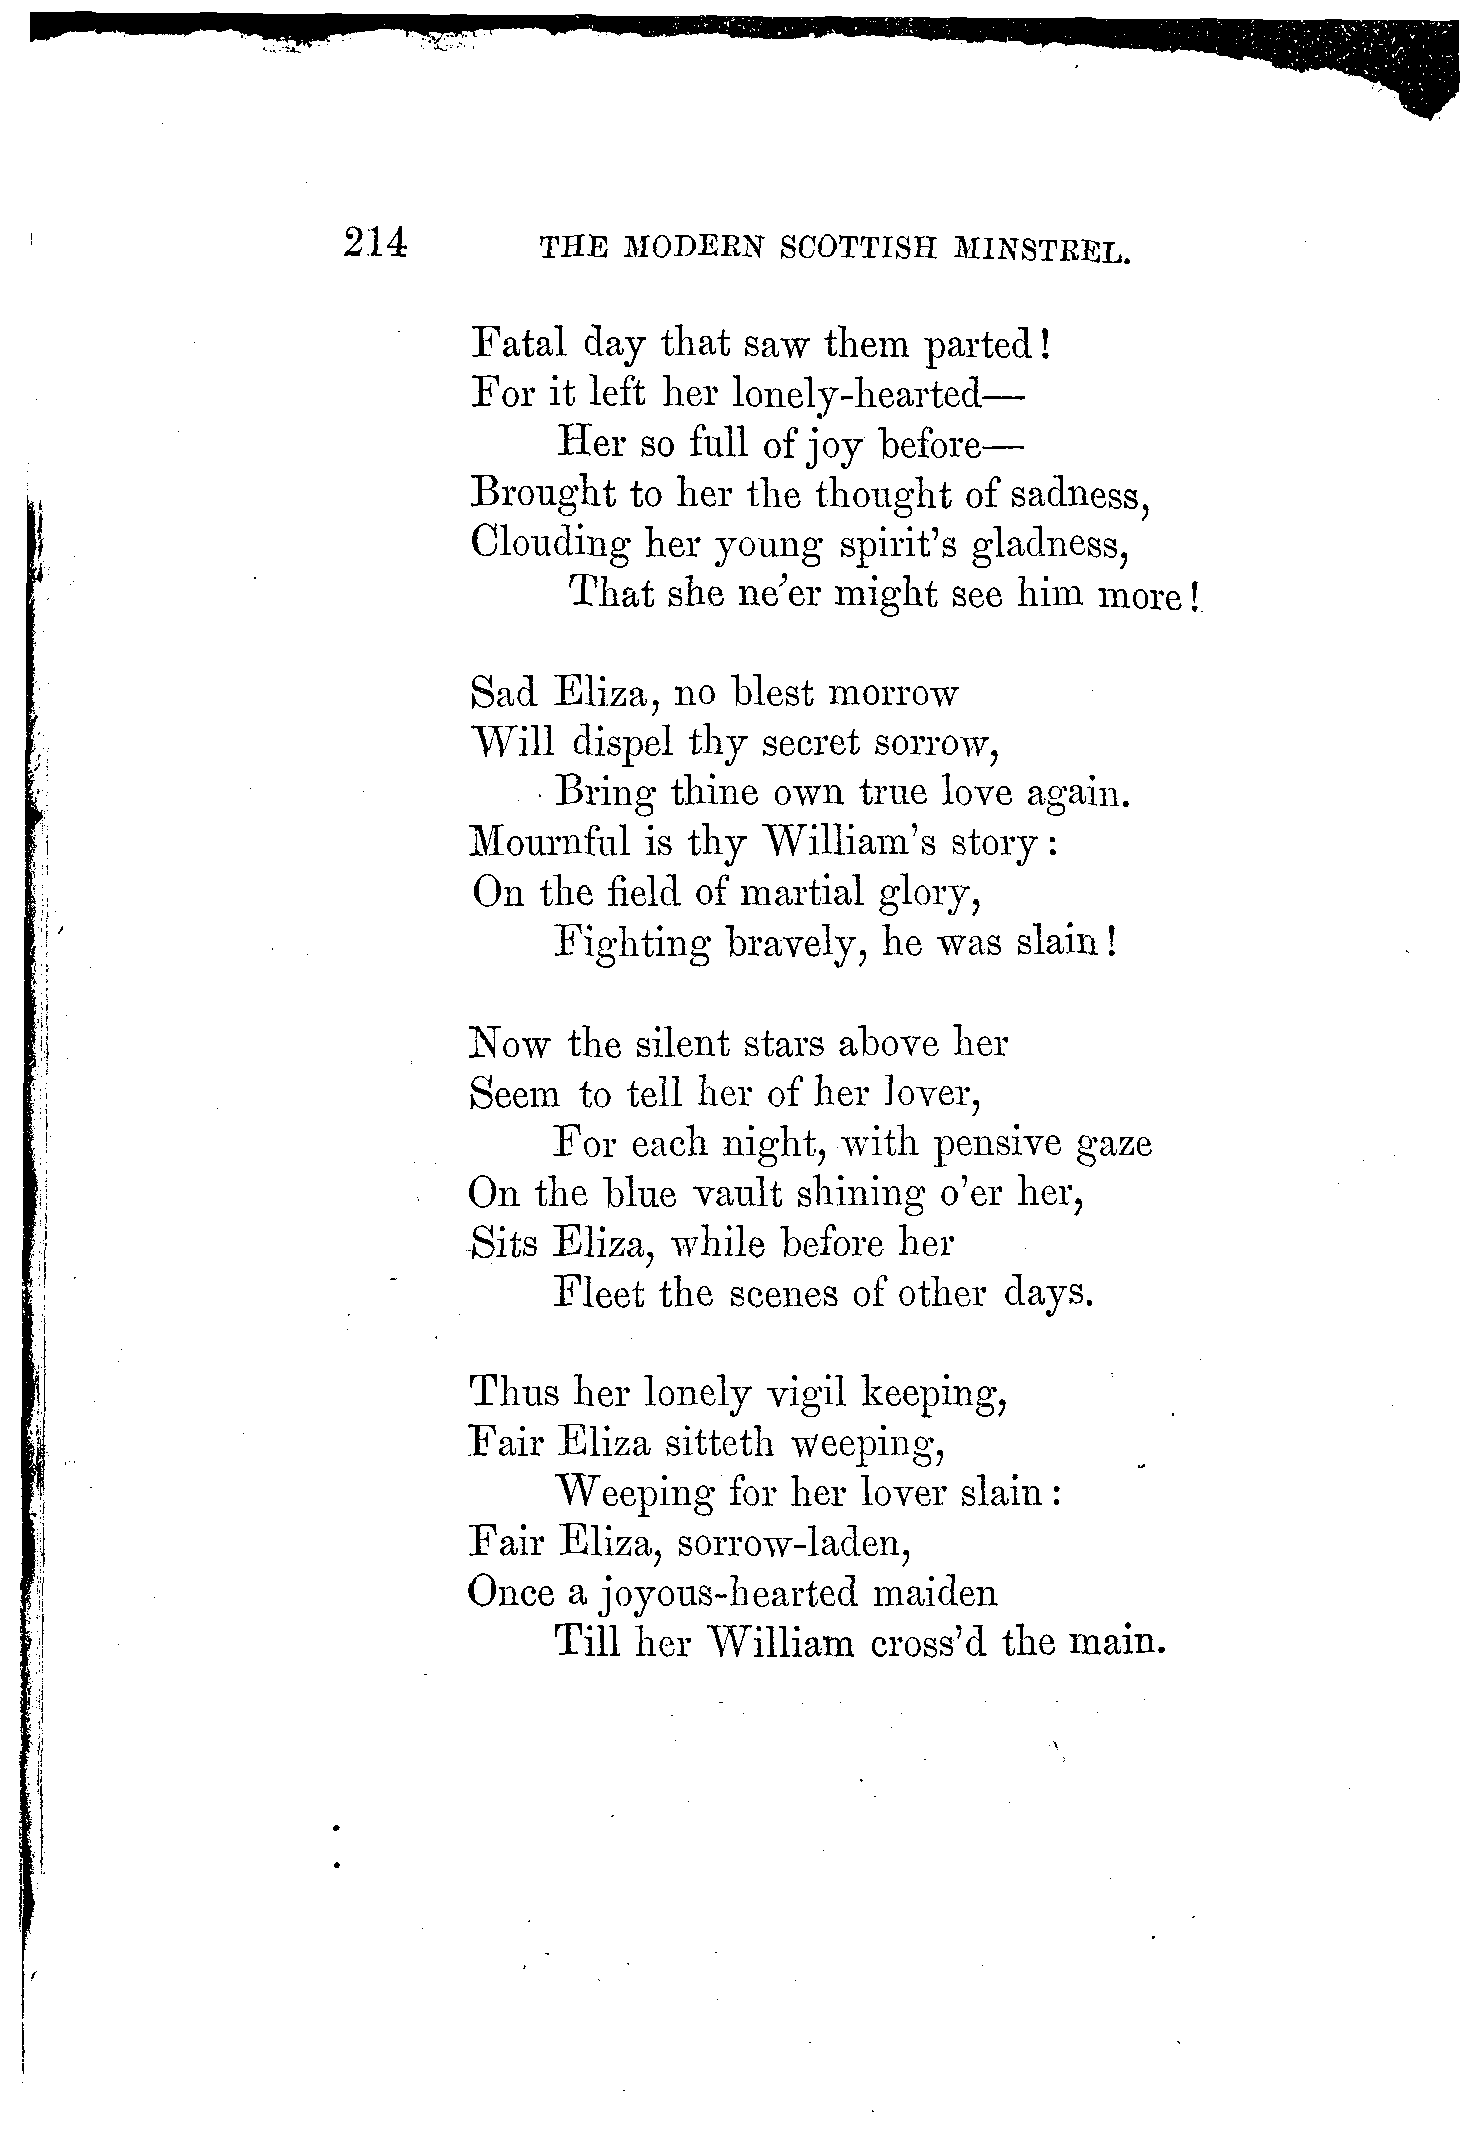 214 THE MODERN SCOTTISH MINSTREL.
Fatal day that saw them parted!
For it left her lonely-hearted—
Her so full of joy before—
Brought to her the thought of sadness,
Clouding her young spirit's gladness,
That she ne'er might see him more!
Sad Eliza, no blest morrow
Will dispel thy secret sorrow,
Bring thine own true love again.
Mournful is thy William's story:
On the field of martial glory,
Fighting bravely, he was slain!
Now the silent stars above her
Seem to tell her of her lover,
For each night, with pensive gaze
On the blue vault shining o'er her,
Sits Eliza, while before her
Fleet the scenes of other days.
Thus her lonely vigil keeping,
Fair Eliza sitteth weeping,
Weeping for her lover slain:
Fair Eliza, sorrow-laden,
Once a joyous-hearted maiden
Till her William cross'd the main.